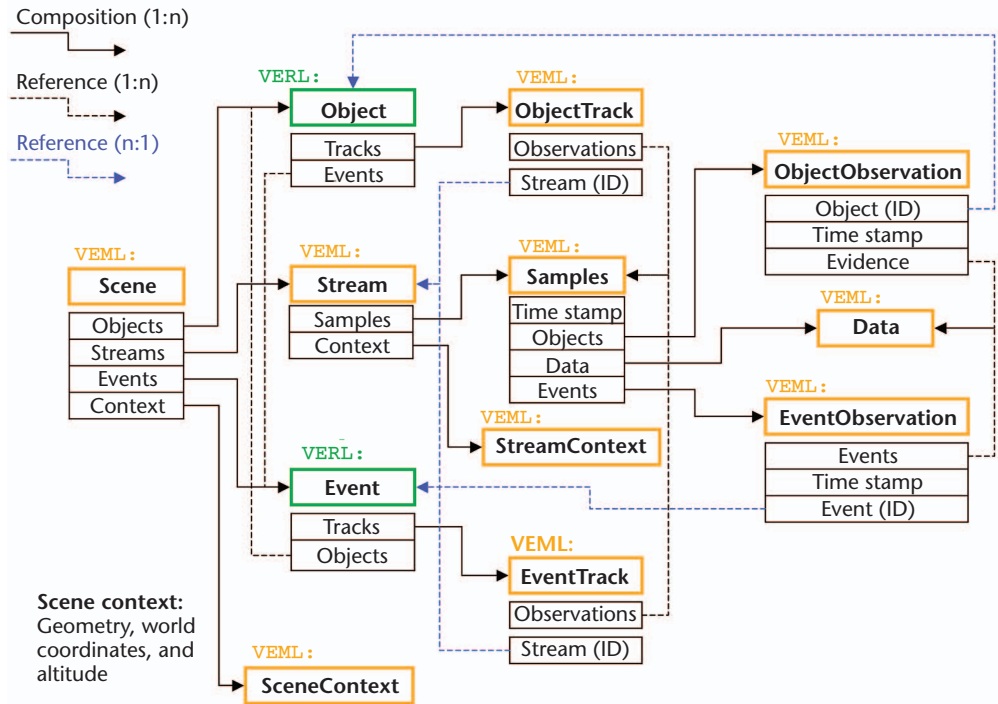 Composition (1:n)
Reference (1:n)
Reference (n:1)
VERL:
Object
Tracks
Events
VEML:
ObjectTrack
Observations
Stream (ID)
VEML:
ObjectObservation
Object (ID)
Time stamp
Evidence
VEML:
Scene
Objects
Streams
Events
Context
VEML:
Stream
Samples
Context
VEML:
Samples
Time stamp
Objects
Data
Events
VEML:
Data
VEML:
StreamContext
VEML:
EventObservation
Events
Time stamp
Event (ID)
VERL:
Event
Tracks
Objects
VEML:
EventTrack
Observations
Stream (ID)
Scene context:
Geometry, world
coordinates, and
altitude
VEML:
SceneContext